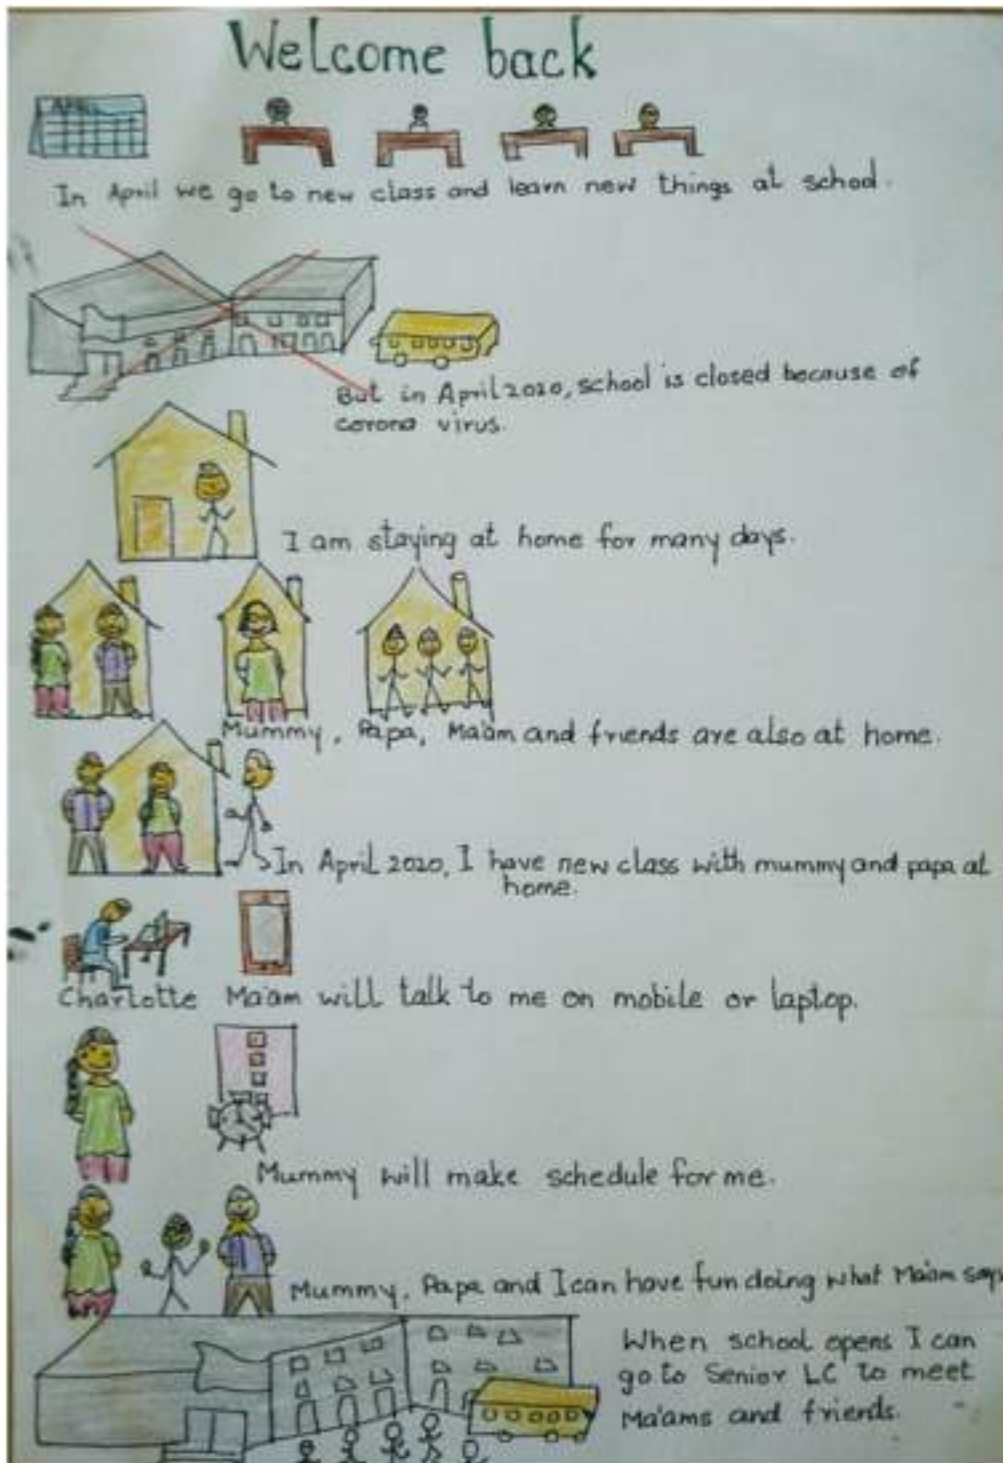 Welcome back
APRIL
In April we go to new class and learn new things at school.
But in April 2020, school is closed because of
corona virus.
I am staying at home for many days.
Mummy, Papa, Ma'am and friends are also at home.
In April 2020, I have new class with mummy and papa at
home.
Charlotte Ma'am will talk to me on mobile or laptop.
Mummy will make schedule for me.
Mummy, Papa and I can have fun doing what Ma'am says
When school opens I can
go to Senior LC to meet
Ma'ams and friends.